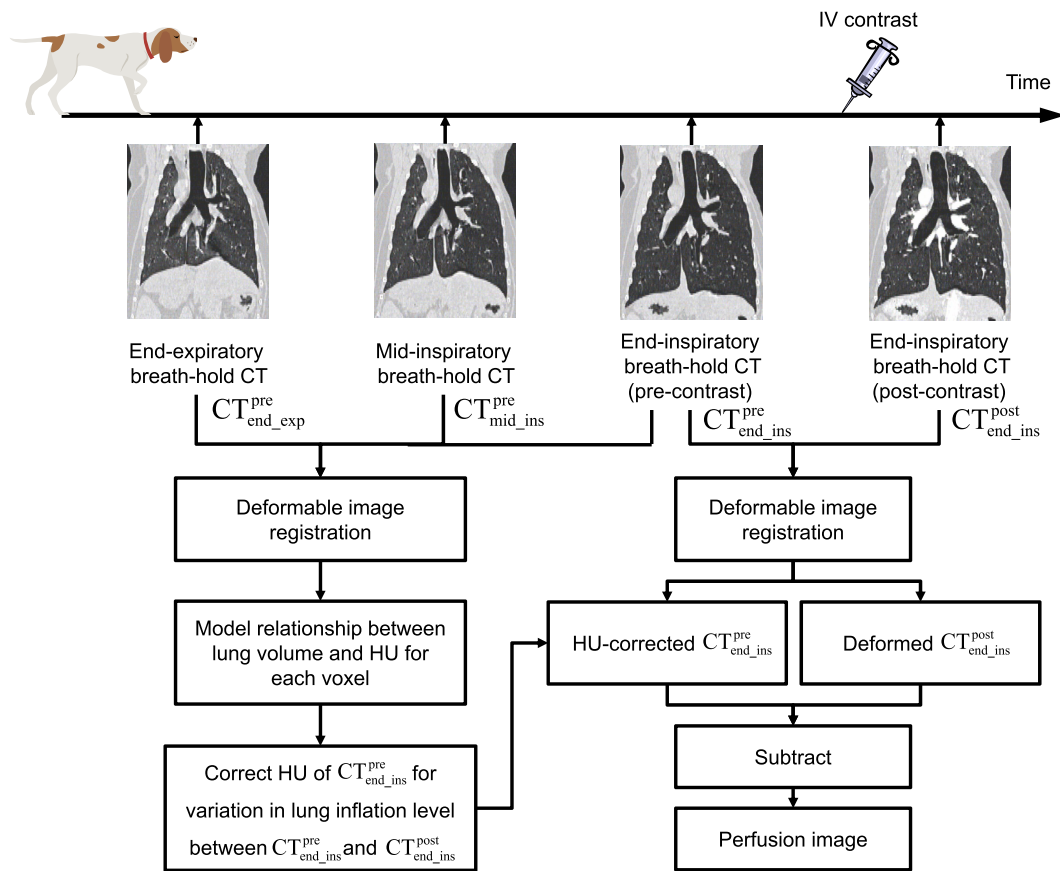 IV contrast
Time
End-expiratory
breath-hold CT
Mid-inspiratory
breath-hold CT
End-inspiratory
breath-hold CT
(pre-contrast)
End-inspiratory
breath-hold CT
(post-contrast)
CT^pre_end_exp
CT^pre_mid_ins
CT^pre_end_ins
CT^post_end_ins
Deformable image
registration
Deformable image
registration
Model relationship between
lung volume and HU for
each voxel
HU-corrected CT^pre_end_ins
Deformed CT^post_end_ins
Correct HU of CT^pre_end_ins for
variation in lung inflation level
between CT^pre_end_ins and CT^post_end_ins
Subtract
Perfusion image